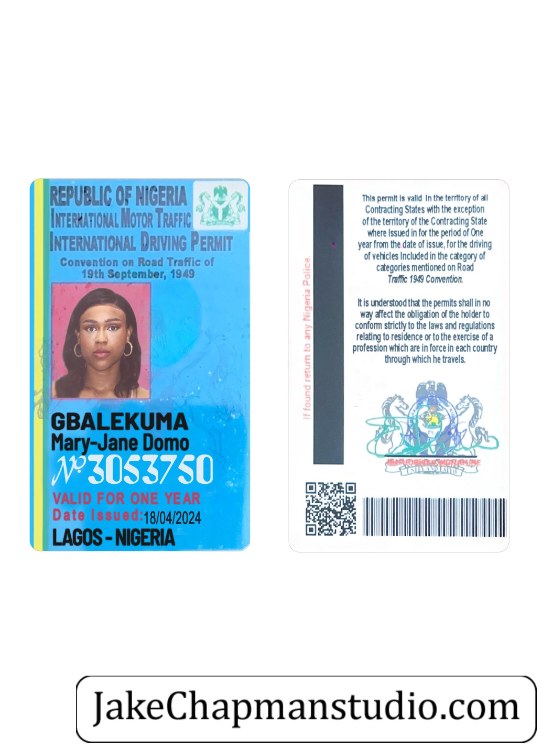 REPUBLIC OF NIGERIA
INTERNATIONAL MOTOR TRAFFIC
INTERNATIONAL DRIVING PERMIT
Convention on Road Traffic of
19th September, 1949
GBALEKUMA
Mary-Jane Domo
Nº 3053750
VALID FOR ONE YEAR
Date Issued: 18/04/2024
LAGOS - NIGERIA
This permit is valid in the territory of all
Contracting States with the exception
of the territory of the Contracting State
where issued in for the period of One
year from the date of issue, for the driving
of vehicles Included in the category of
categories mentioned on Road
Traffic 1949 Convention.
It is understood that the permits shall in no
way affect the obligation of the holder to
conform strictly to the laws and regulations
relating to residence or to the exercise of a
profession which are in force in each country
through which he travels.
If found return to any Nigeria Police
JakeChapmanstudio.com